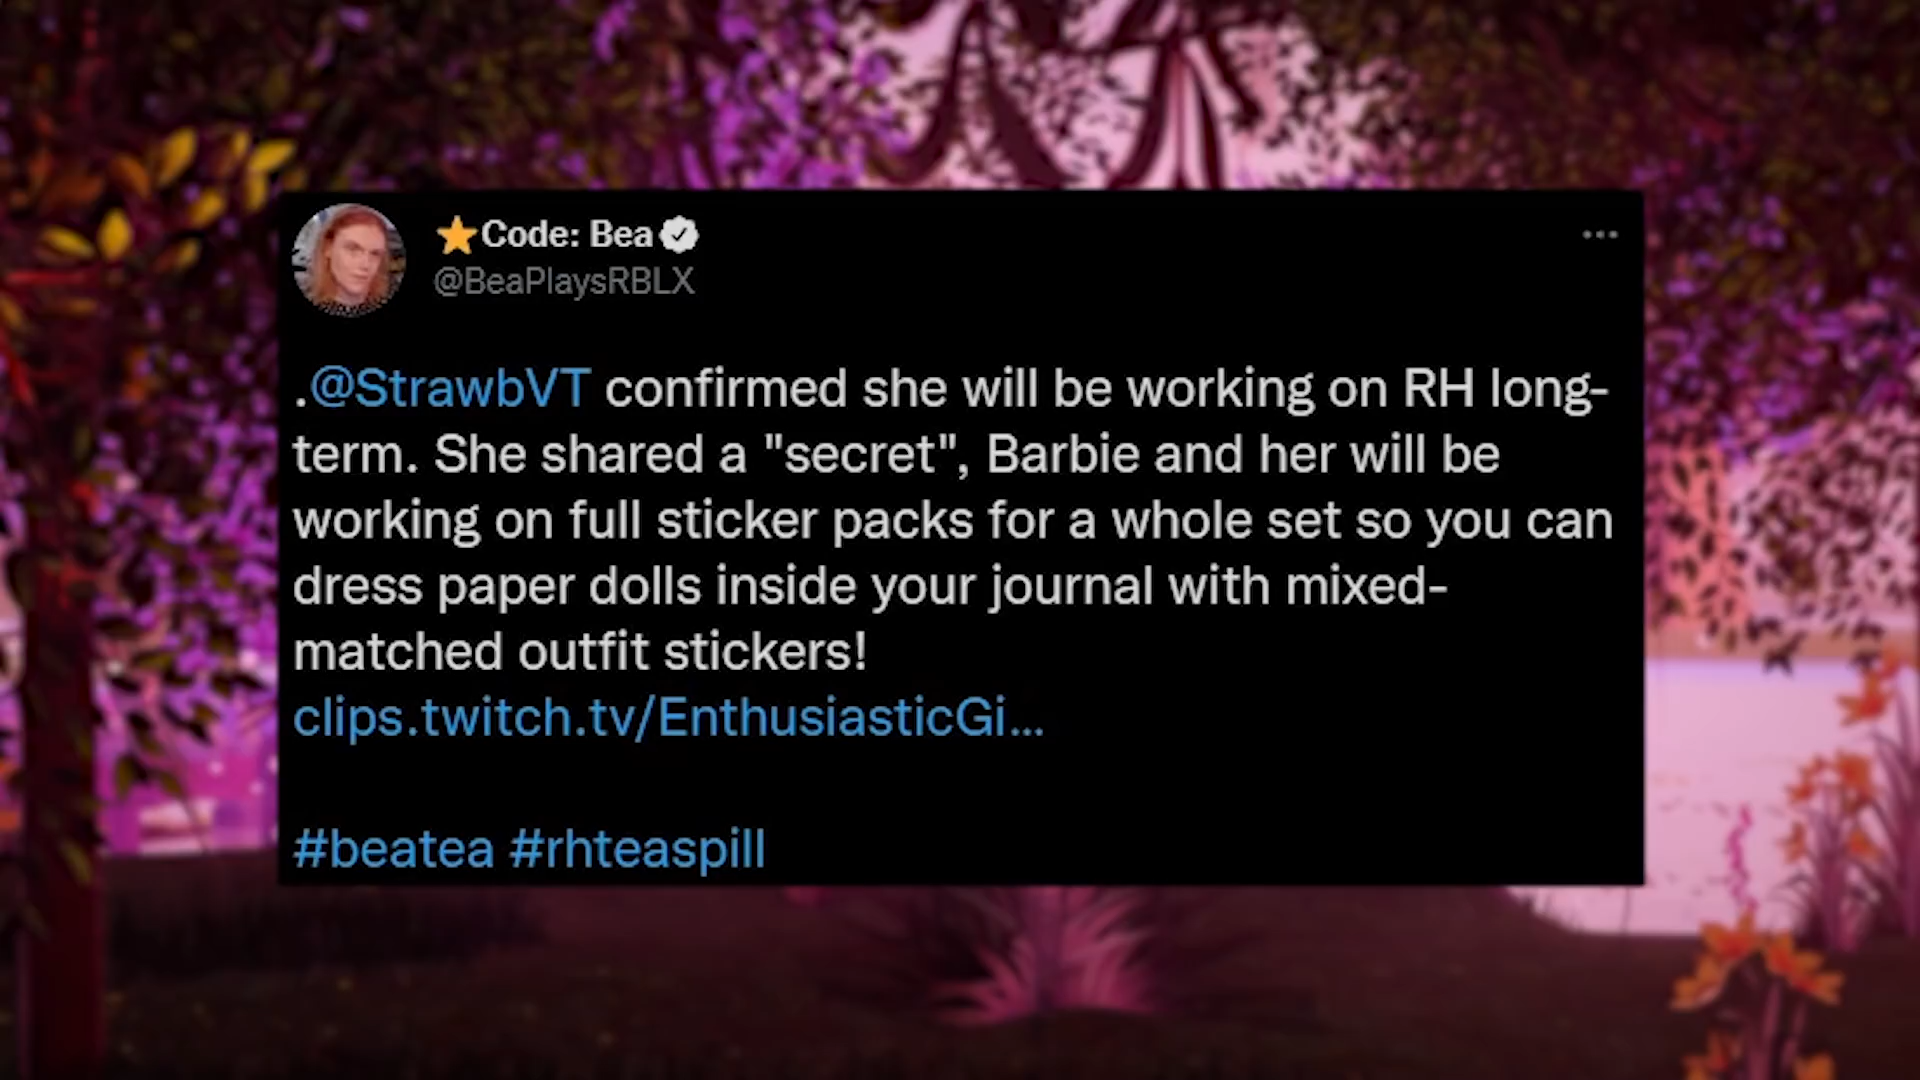 ⭐Code: Bea
@BeaPlaysRBLX
.@StrawbVT confirmed she will be working on RH long-
term. She shared a "secret", Barbie and her will be
working on full sticker packs for a whole set so you can
dress paper dolls inside your journal with mixed-
matched outfit stickers!
clips.twitch.tv/EnthusiasticGi...
#beatea #rhteaspill